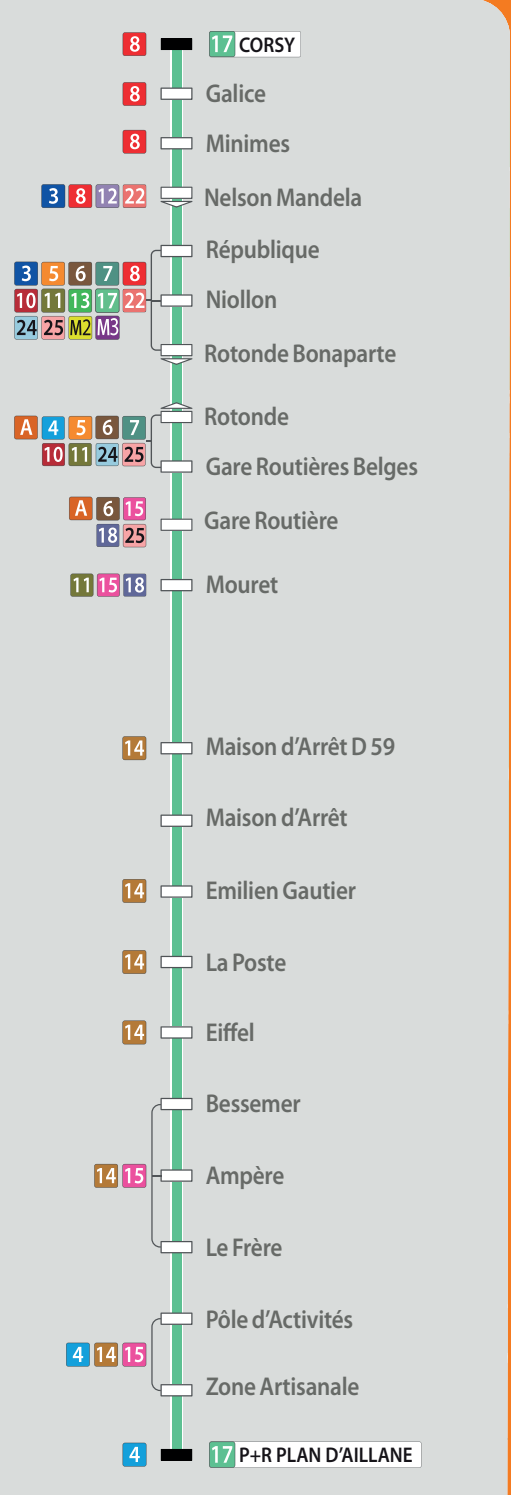 8 17 CORSY
8 Galice
8 Minimes
3 8 12 22 Nelson Mandela
République
3 5 6 7 8
10 11 13 17 22 Niollon
24 25 M2 M3
Rotonde Bonaparte
Rotonde
A 4 5 6 7
10 11 24 25
Gare Routières Belges
A 6 15 Gare Routière
18 25
11 15 18 Mouret
14 Maison d'Arrêt D 59
Maison d'Arrêt
14 Emilien Gautier
14 La Poste
14 Eiffel
Bessemer
14 15 Ampère
Le Frère
Pôle d'Activités
4 14 15
Zone Artisanale
4 17 P+R PLAN D'AILLANE